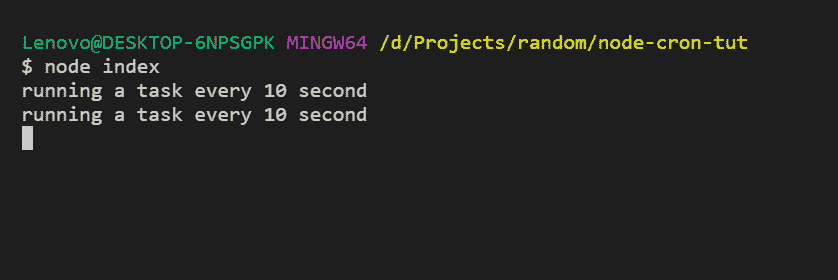 Lenovo@DESKTOP-6NPSGPK MINGW64 /d/Projects/random/node-cron-tut
$ node index
running a task every 10 second
running a task every 10 second